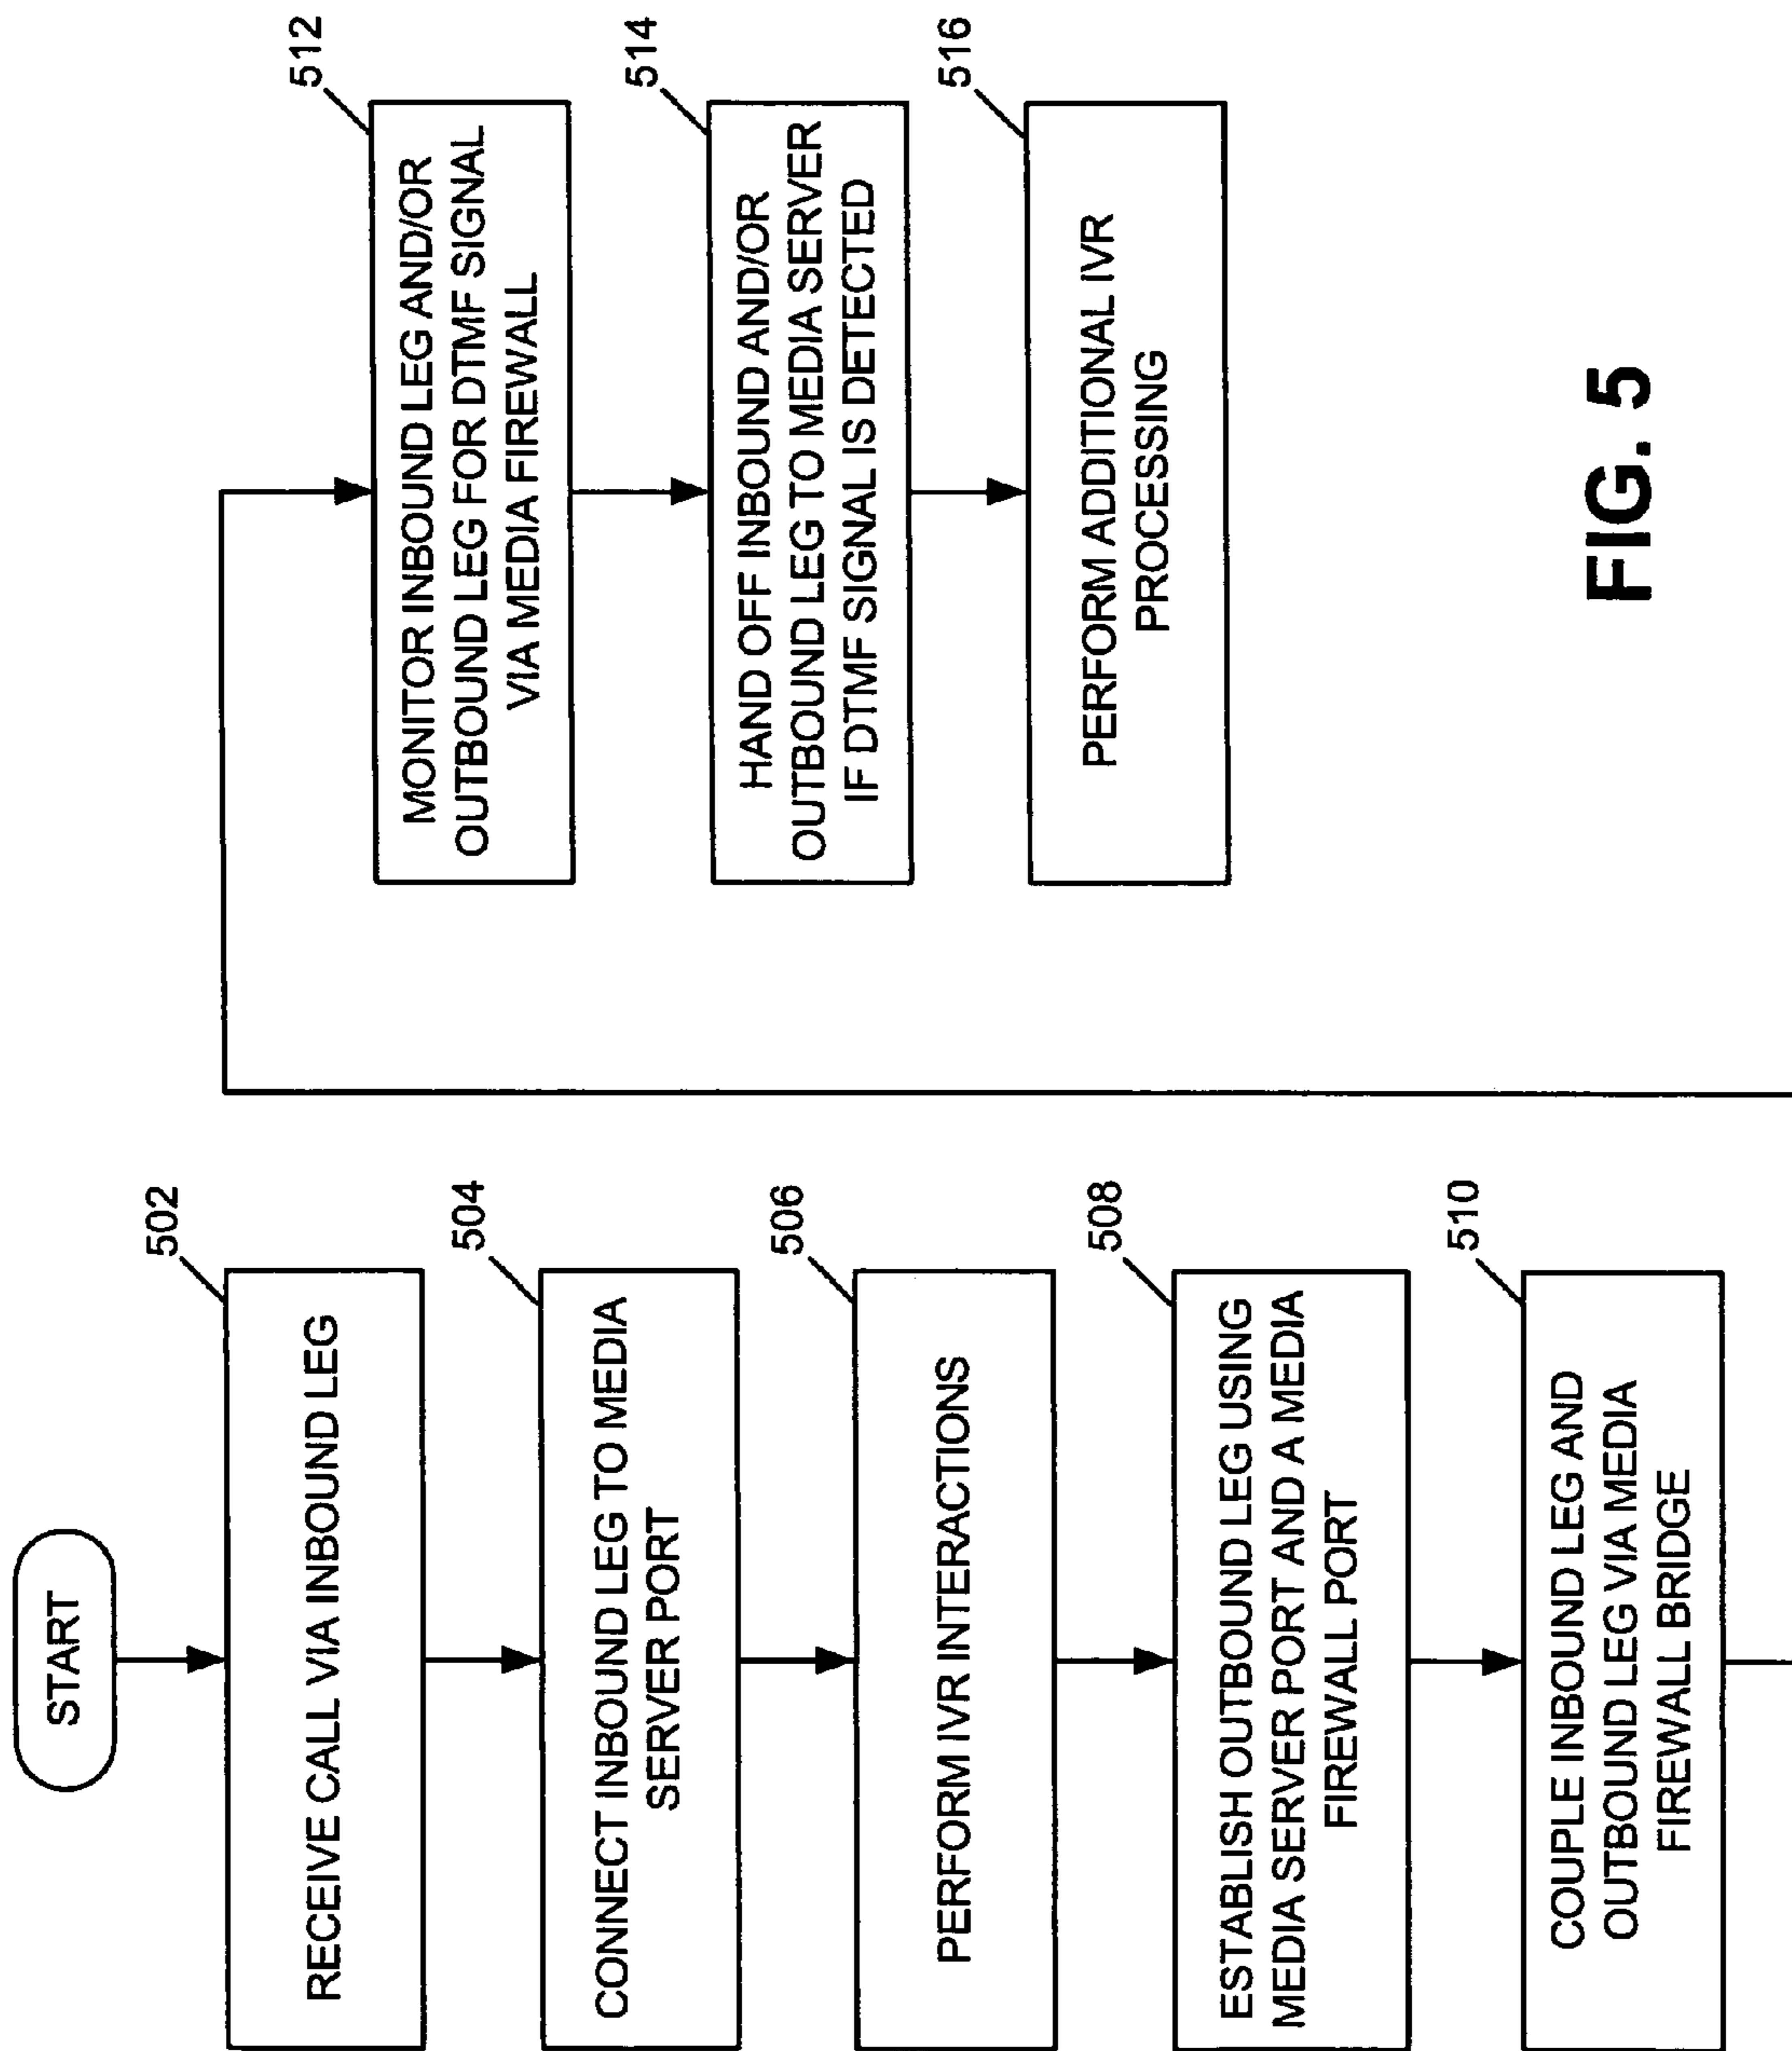 START
502
RECEIVE CALL VIA INBOUND LEG
504
CONNECT INBOUND LEG TO MEDIA
SERVER PORT
506
PERFORM IVR INTERACTIONS
508
ESTABLISH OUTBOUND LEG USING
MEDIA SERVER PORT AND A MEDIA
FIREWALL PORT
510
COUPLE INBOUND LEG AND
OUTBOUND LEG VIA MEDIA
FIREWALL BRIDGE
512
MONITOR INBOUND LEG AND/OR
OUTBOUND LEG FOR DTMF SIGNAL
VIA MEDIA FIREWALL
514
HAND OFF INBOUND AND/OR
OUTBOUND LEG TO MEDIA SERVER
IF DTMF SIGNAL IS DETECTED
516
PERFORM ADDITIONAL IVR
PROCESSING
FIG. 5